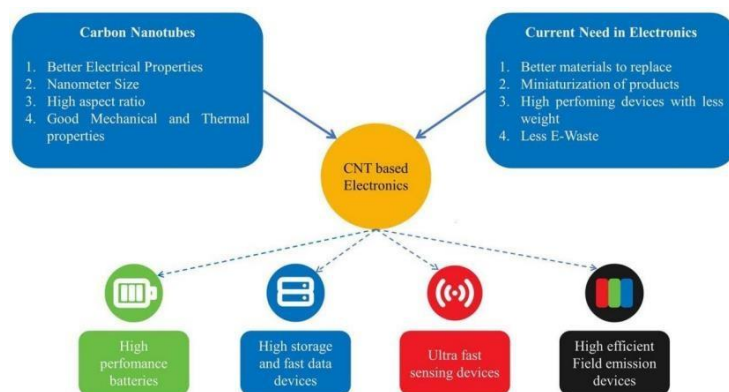 Carbon Nanotubes
1. Better Electrical Properties
2. Nanometer Size
3. High aspect ratio
4. Good Mechanical and Thermal
properties
Current Need in Electronics
1. Better materials to replace
2. Miniaturization of products
3. High perfoming devices with less
weight
4. Less E-Waste
CNT based
Electronics
High
perfomance
batteries
High storage
and fast data
devices
Ultra fast
sensing devices
High efficient
Field emission
devices